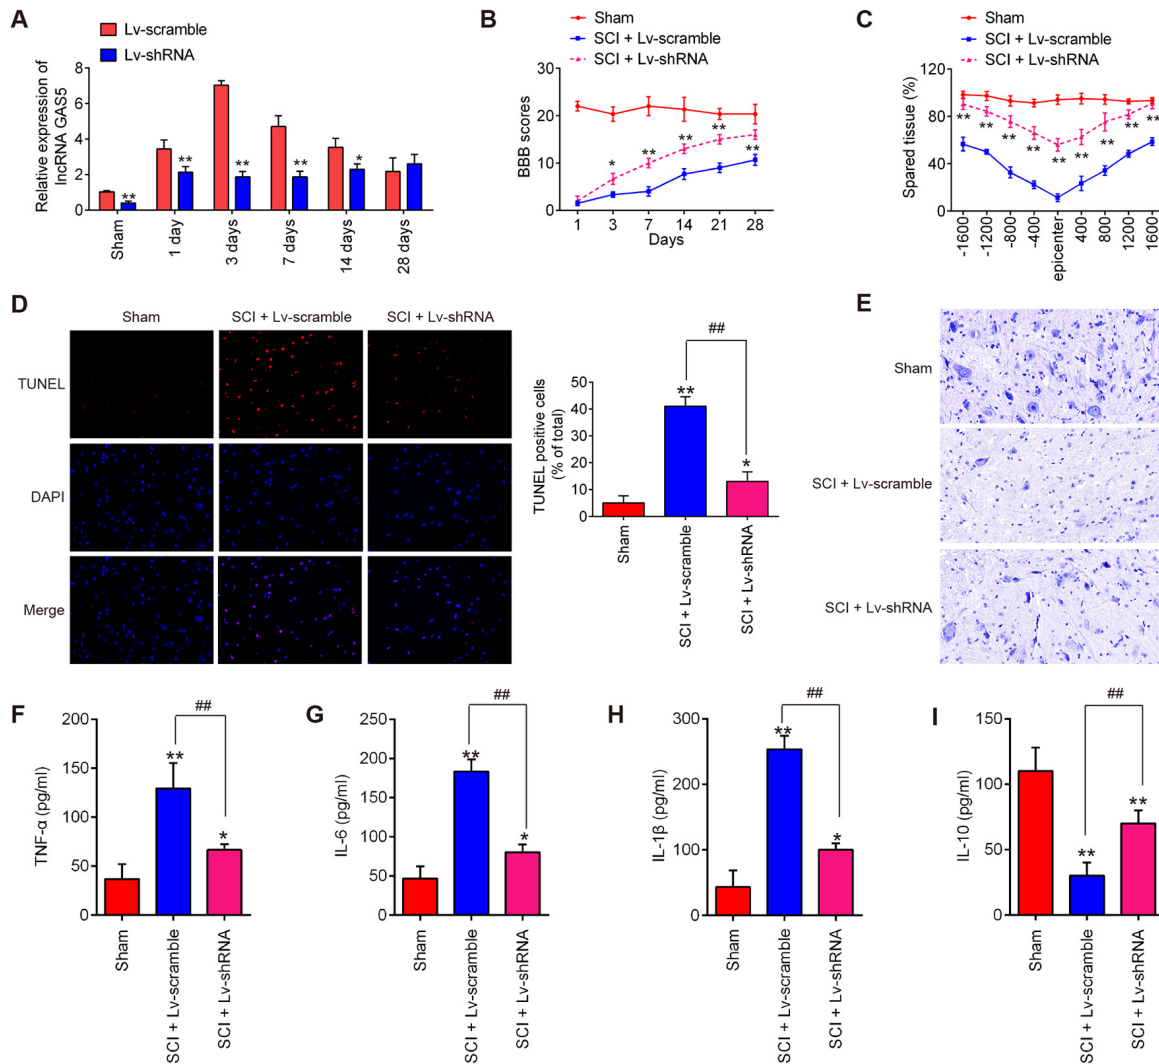 A
Lv-scramble
Lv-shRNA
Relative expression of
lncRNA GAS5
8
6
4
2
0
**
**
**
**
*
Sham
1 day
3 days
7 days
14 days
28 days
B
Sham
SCI + Lv-scramble
SCI + Lv-shRNA
BBB scores
30
20
10
0
*
**
**
**
**
1
3
7
14
21
28
Days
C
Sham
SCI + Lv-scramble
SCI + Lv-shRNA
Spared tissue (%)
120
80
40
0
**
**
**
**
**
**
**
**
-1600
-1200
-800
-400
epicenter
400
800
1200
1600
D
Sham
SCI + Lv-scramble
SCI + Lv-shRNA
TUNEL
DAPI
Merge
TUNEL positive cells
(% of total)
50
40
30
20
10
0
##
**
*
Sham
SCI + Lv-scramble
SCI + Lv-shRNA
E
Sham
SCI + Lv-scramble
SCI + Lv-shRNA
F
TNF-α (pg/ml)
200
150
100
50
0
##
**
*
Sham
SCI + Lv-scramble
SCI + Lv-shRNA
G
IL-6 (pg/ml)
250
200
150
100
50
0
##
**
*
Sham
SCI + Lv-scramble
SCI + Lv-shRNA
H
IL-1β (pg/ml)
300
200
100
0
##
**
*
Sham
SCI + Lv-scramble
SCI + Lv-shRNA
I
IL-10 (pg/ml)
150
100
50
0
##
**
**
Sham
SCI + Lv-scramble
SCI + Lv-shRNA